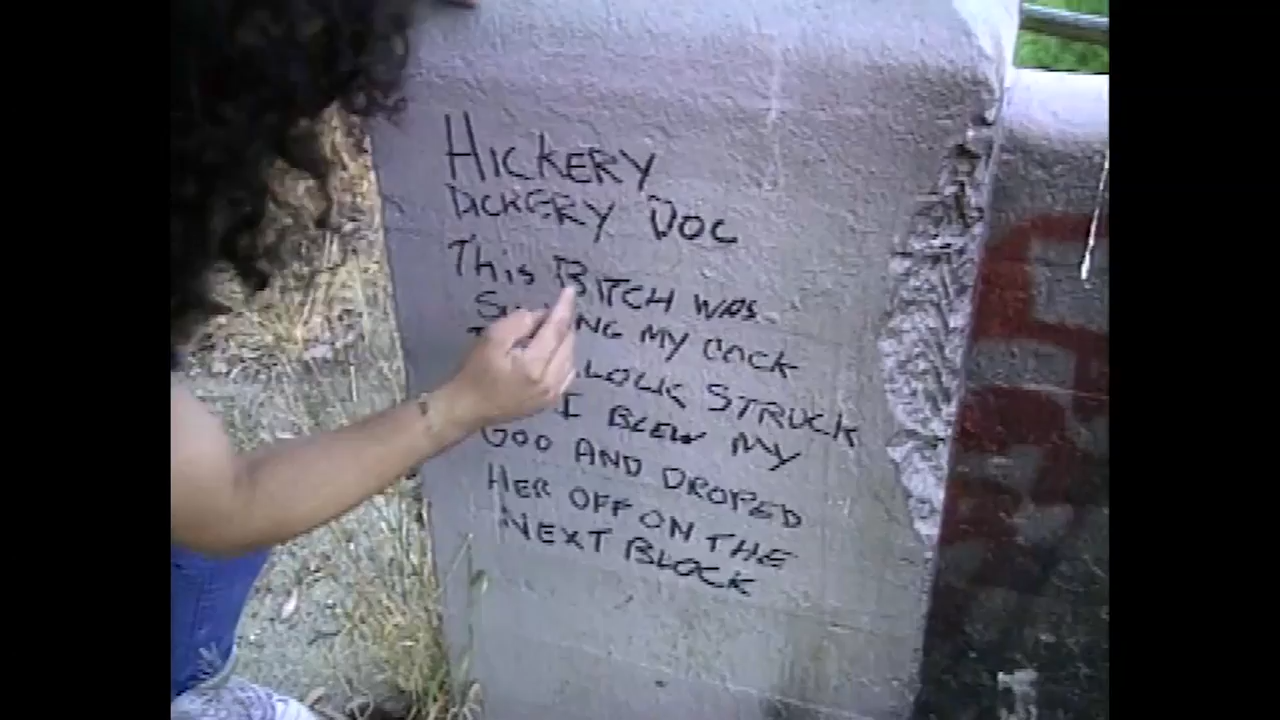 HICKERY
DICKERY DOC
This BITCH WAS
MY COCK
STRUCK
I BLEW MY
GOO AND DROPED
HER OFF ON THE
NEXT BLOCK